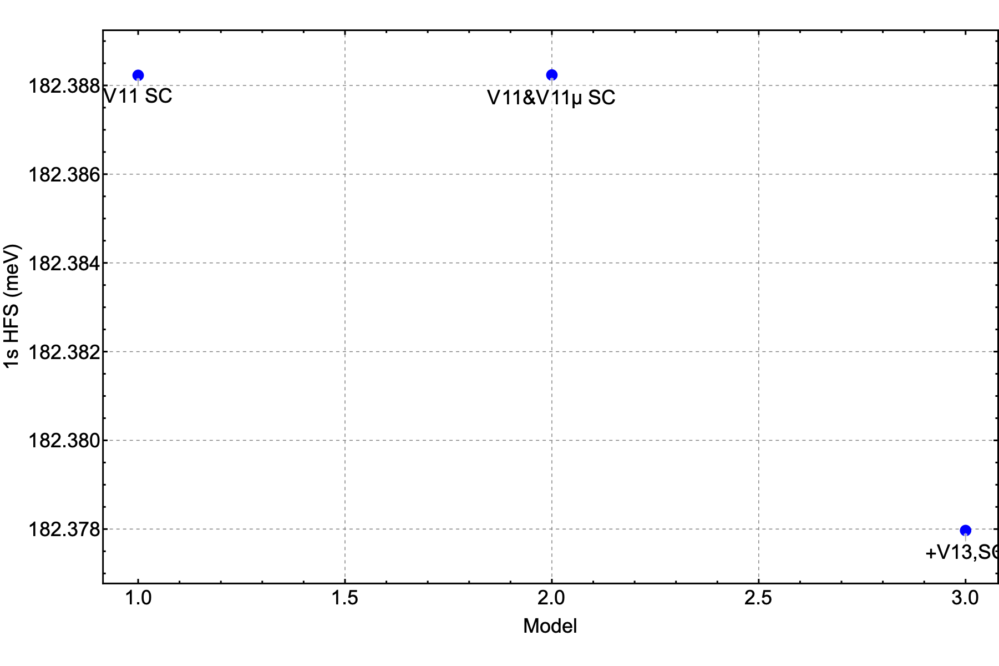 182.388
V11 SC
V11&V11μ SC
182.386
182.384
182.382
182.380
182.378
+V13,SC
1s HFS (meV)
1.0 1.5 2.0 2.5 3.0
Model